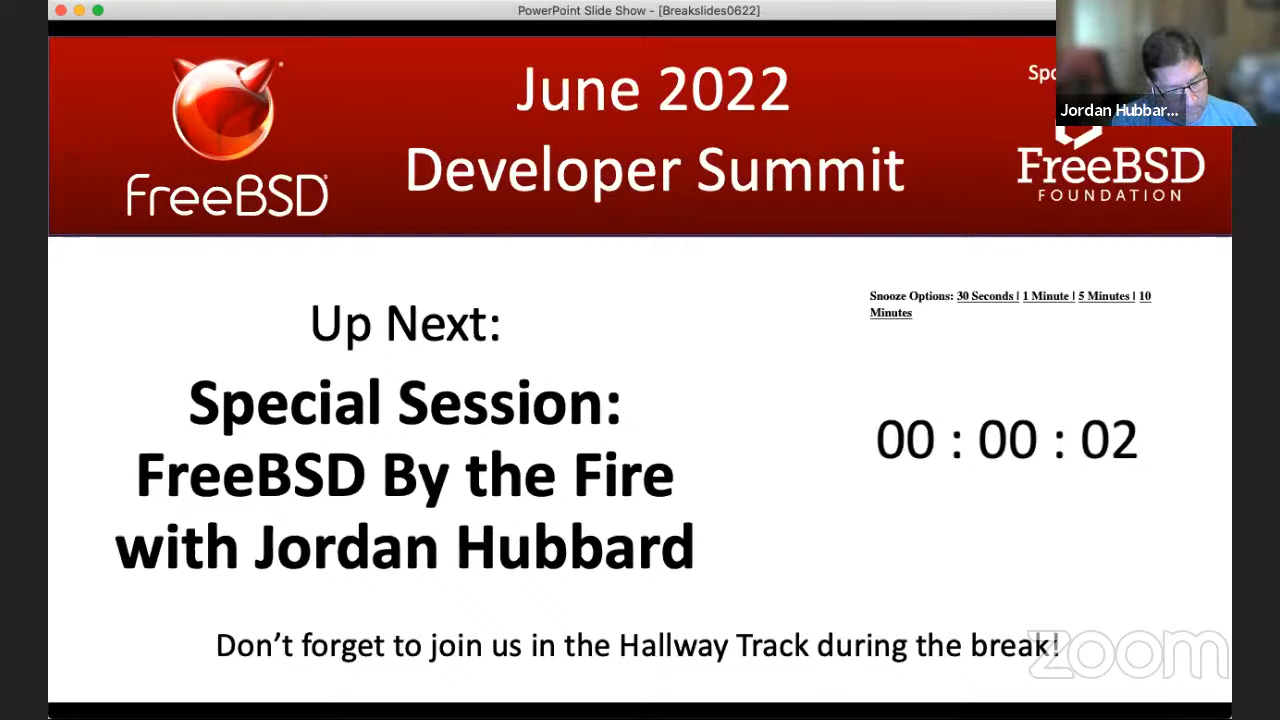 PowerPoint Slide Show - [Breakslides0622]
June 2022
Developer Summit
FreeBSD
Jordan Hubbar...
FreeBSD
FOUNDATION
Up Next:
Special Session:
FreeBSD By the Fire
with Jordan Hubbard
Snooze Options: 30 Seconds | 1 Minute | 5 Minutes | 10
Minutes
00 : 00 : 02
Don't forget to join us in the Hallway Track during the break!
zoom